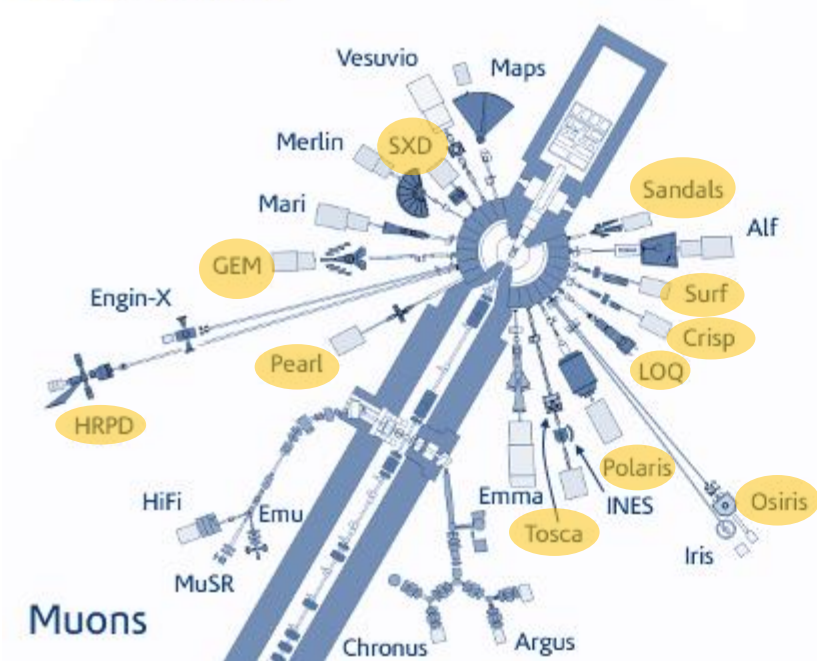 Vesuvio
Maps
Merlin
SXD
Sandals
Mari
Alf
GEM
Engin-X
Surf
Crisp
Pearl
LOQ
HRPD
Polaris
HiFi
Emu
Emma
INES
Osiris
Tosca
Iris
MuSR
Muons
Chronus
Argus